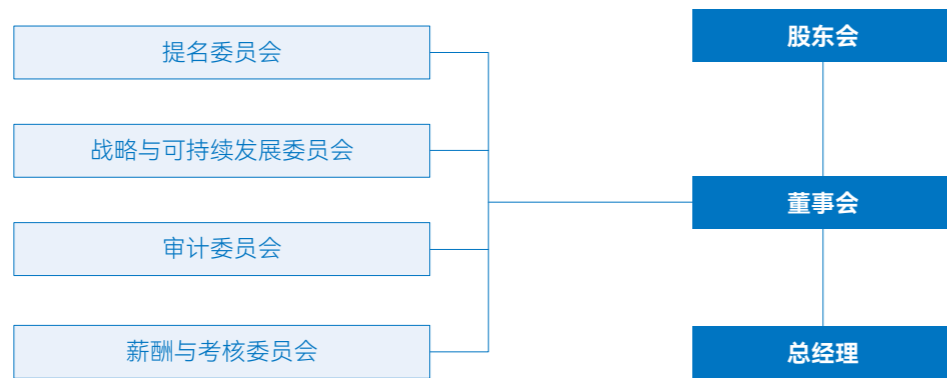 提名委员会
战略与可持续发展委员会
审计委员会
薪酬与考核委员会
股东会
董事会
总经理